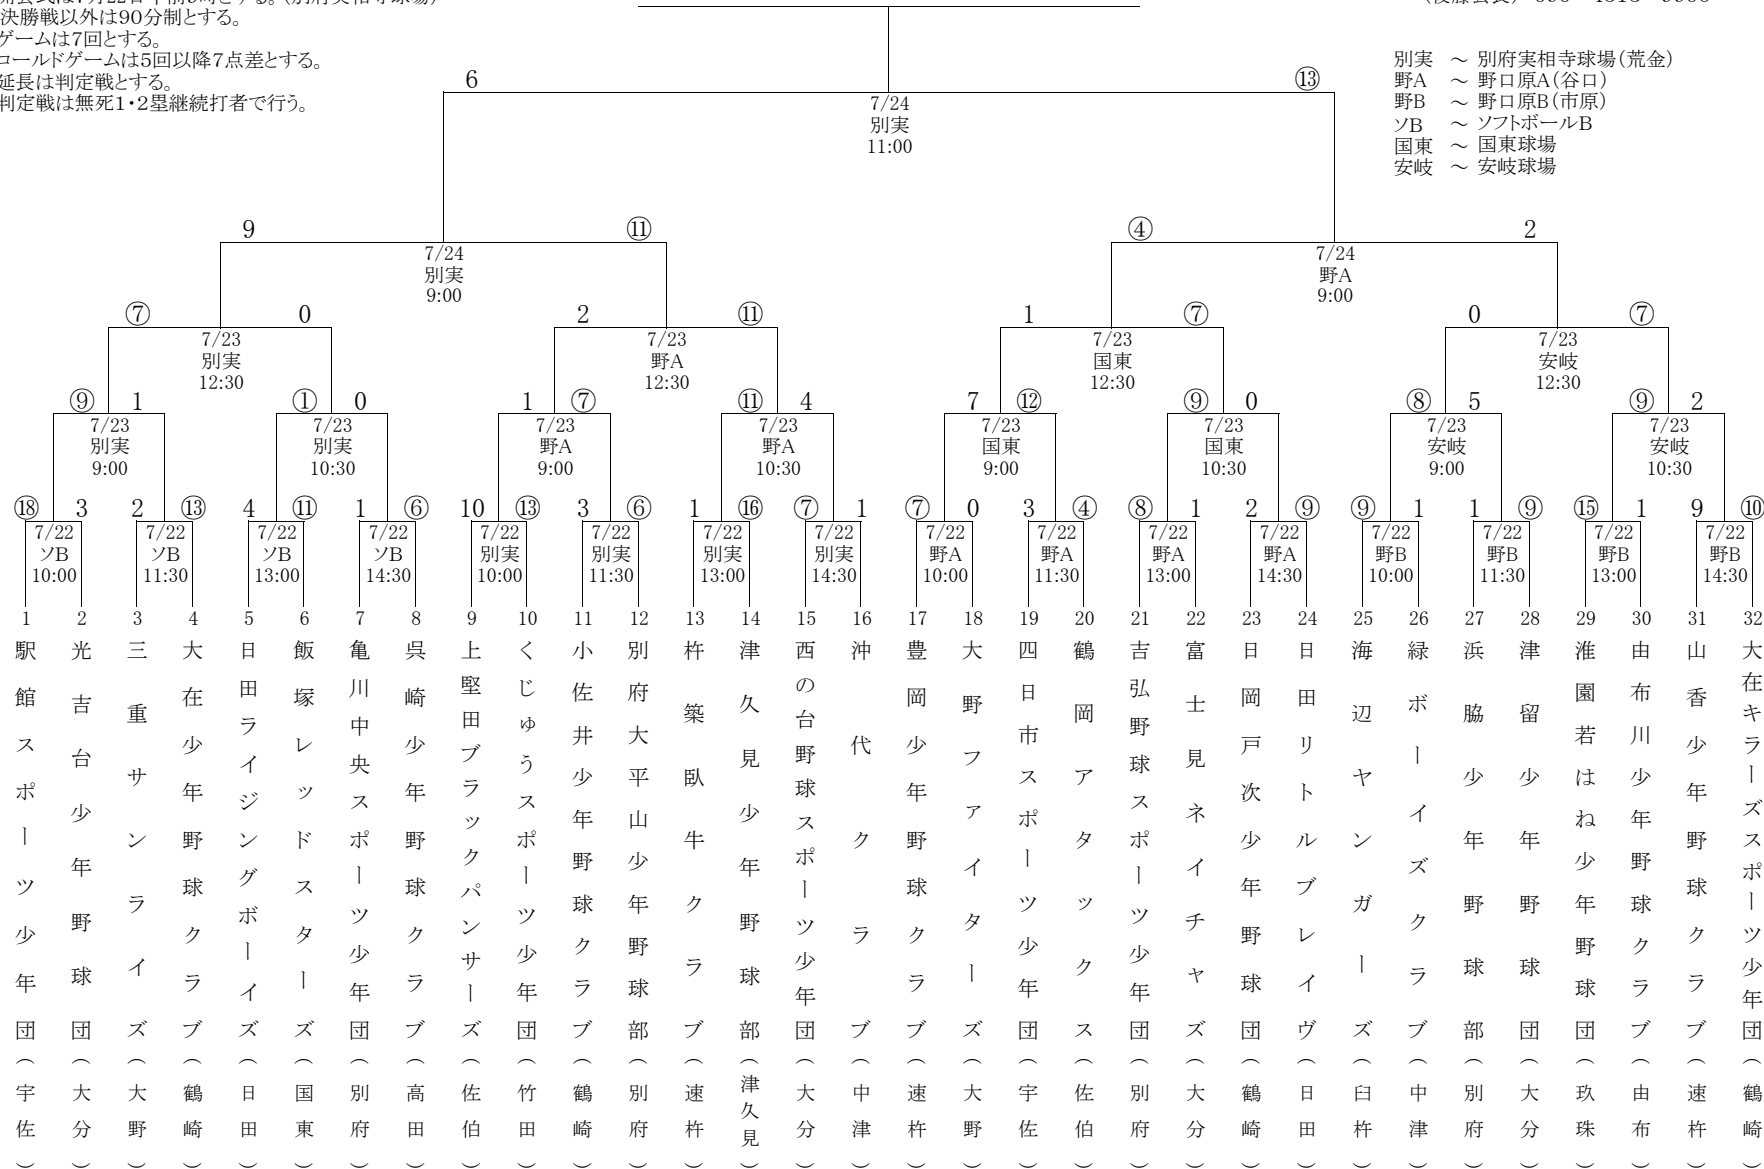 決勝戦以外は90分制とする。
ゲームは7回とする。
コールドゲームは5回以降7点差とする。
延長は判定戦とする。
判定戦は無死1・2塁継続打者で行う。
別実 ～ 別府実相寺球場(荒金)
野A ～ 野口原A(谷口)
野B ～ 野口原B(市原)
ソB ～ ソフトボールB
国東 ～ 国東球場
安岐 ～ 安岐球場
6 ⑬
7/24
別実
11:00
9 ⑪ ④ 2
7/24 7/24
別実 野A
9:00 9:00
⑦ 0 2 ⑪ 1 ⑦ 0 ⑦
7/23 7/23 7/23 7/23
別実 野A 国東 安岐
12:30 12:30 12:30 12:30
⑨ 1 ① 0 1 ⑦ ⑪ 4 7 ⑫ ⑨ 0 ⑧ 5 ⑨ 2
7/23 7/23 7/23 7/23 7/23 7/23 7/23 7/23
別実 別実 野A 野A 国東 国東 安岐 安岐
9:00 10:30 9:00 10:30 9:00 10:30 9:00 10:30
⑱ 3 2 ⑬ 4 ⑪ 1 ⑥ 10 ⑬ 3 ⑥ 1 ⑯ ⑦ 1 ⑦ 0 3 ④ ⑧ 1 2 ⑨ ⑨ 1 1 ⑨ ⑮ 1 9 ⑩
7/22 7/22 7/22 7/22 7/22 7/22 7/22 7/22 7/22 7/22 7/22 7/22 7/22 7/22 7/22 7/22
ソB ソB ソB ソB 別実 別実 別実 別実 野A 野A 野A 野A 野B 野B 野B 野B
10:00 11:30 13:00 14:30 10:00 11:30 13:00 14:30 10:00 11:30 13:00 14:30 10:00 11:30 13:00 14:30
1 駅館スポーツ少年団(宇佐)
2 光吉台少年野球団(大分)
3 三重サンライズ(大野)
4 大在少年野球クラブ(鶴崎)
5 日田ライジングボーイズ(日田)
6 飯塚レッドスターズ(国東)
7 亀川中央スポーツ少年団(別府)
8 呉崎少年野球クラブ(高田)
9 上堅田ブラックパンサーズ(佐伯)
10 くじゅうスポーツ少年団(竹田)
11 小佐井少年野球クラブ(鶴崎)
12 別府大平山少年野球部(別府)
13 杵築臥牛クラブ(速杵)
14 津久見少年野球部(津久見)
15 西の台野球スポーツ少年団(大分)
16 沖代クラブ(中津)
17 豊岡少年野球クラブ(速杵)
18 大野ファイターズ(大野)
19 四日市スポーツ少年団(宇佐)
20 鶴岡アタックス(佐伯)
21 吉弘野球スポーツ少年団(別府)
22 富士見ネイチャズ(大分)
23 日岡戸次少年野球団(鶴崎)
24 日田リトルブレイヴ(日田)
25 海辺ヤンガーズ(臼杵)
26 緑ボーイズクラブ(中津)
27 浜脇少年野球部(別府)
28 津留少年野球団(大分)
29 淮園若はね少年野球団(玖珠)
30 由布川少年野球クラブ(由布)
31 山香少年野球クラブ(速杵)
32 大在キラーズスポーツ少年団(鶴崎)